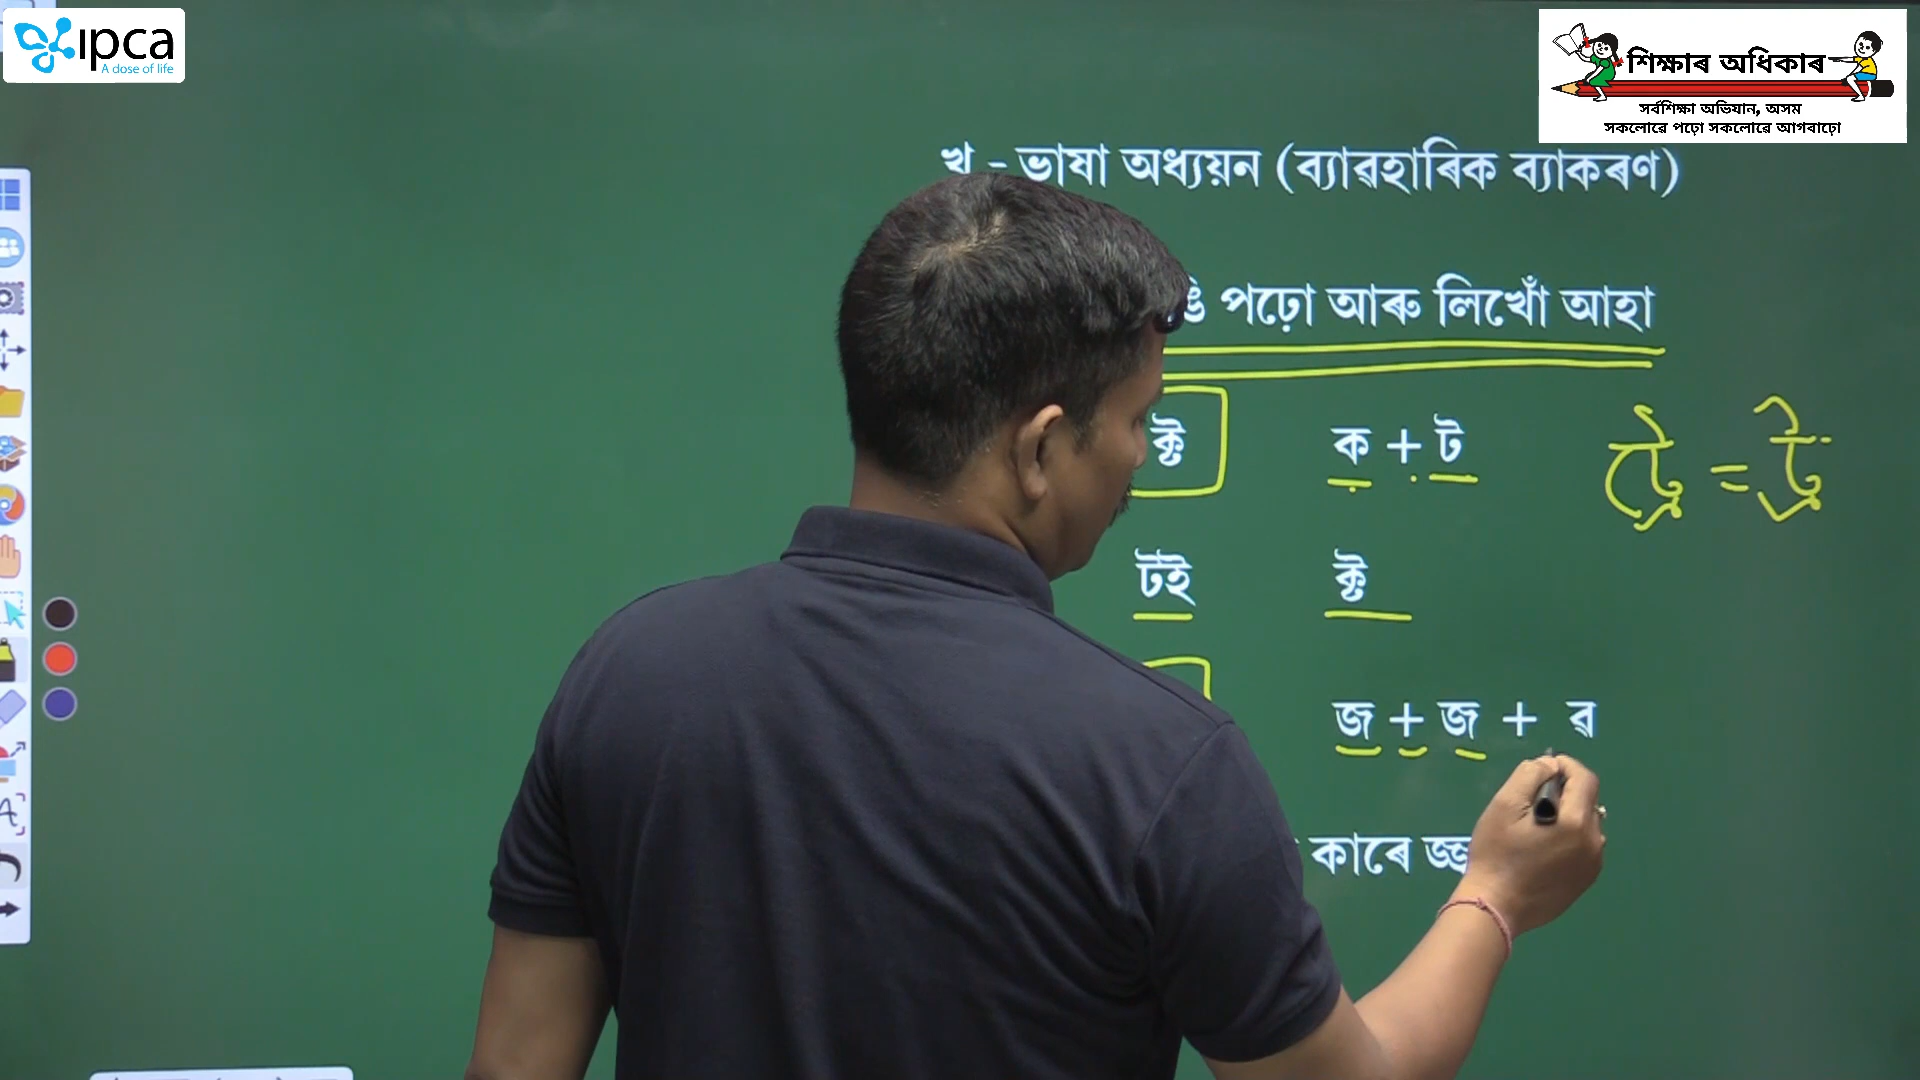 ipca
A dose of life
শিক্ষাৰ অধিকাৰ
সৰ্বশিক্ষা অভিযান, অসম
সকলোৱে পঢ়ো সকলোৱে আগবাঢ়ো
খ - ভাষা অধ্যয়ন (ব্যাৱহাৰিক ব্যাকৰণ)
পঢ়ো আৰু লিখোঁ আহা
ক্ট ক + ট
টই ক্ট
জ + জ + ৱ
কাৰে জ্জ